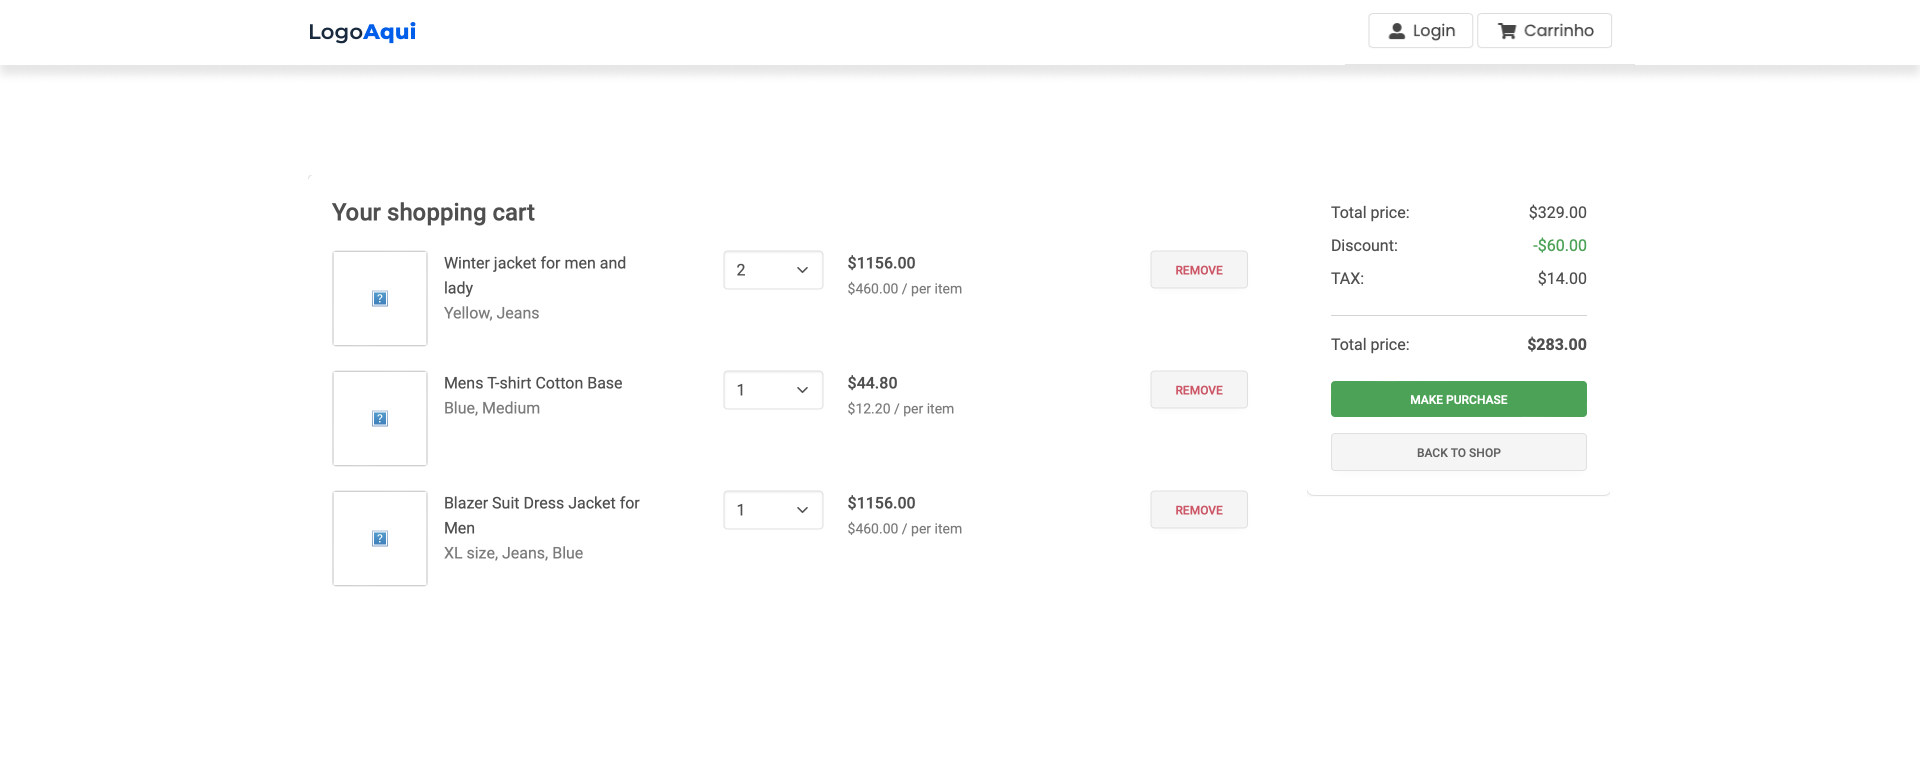 LogoAqui
Login
Carrinho
Your shopping cart
Winter jacket for men and
lady
Yellow, Jeans
2
$1156.00
$460.00 / per item
REMOVE
Mens T-shirt Cotton Base
Blue, Medium
1
$44.80
$12.20 / per item
REMOVE
Blazer Suit Dress Jacket for
Men
XL size, Jeans, Blue
1
$1156.00
$460.00 / per item
REMOVE
Total price: $329.00
Discount: -$60.00
TAX: $14.00
Total price: $283.00
MAKE PURCHASE
BACK TO SHOP